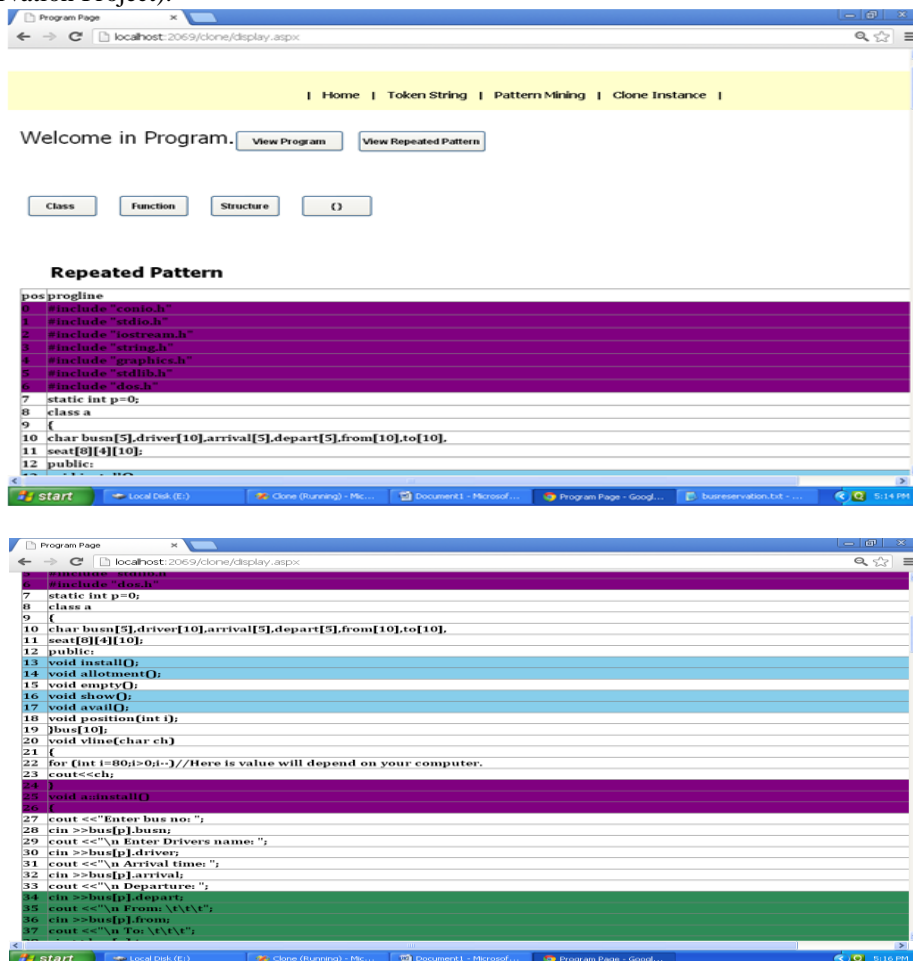 vation Project).
Program Page
localhost:2069/clone/display.aspx
| Home | Token String | Pattern Mining | Clone Instance |
Welcome in Program. View Program View Repeated Pattern
Class Function Structure ()
Repeated Pattern
pos progline
0 #include "conio.h"
1 #include "stdio.h"
2 #include "iostream.h"
3 #include "string.h"
4 #include "graphics.h"
5 #include "stdlib.h"
6 #include "dos.h"
7 static int p=0;
8 class a
9 {
10 char busn[5],driver[10],arrival[5],depart[5],from[10],to[10],
11 seat[8][4][10];
12 public:
start Local Disk (E:) Clone (Running) - Mic... Document1 - Microsof... Program Page - Googl... busreservation.txt - ... 5:14 PM
Program Page
localhost:2069/clone/display.aspx
6 #include "dos.h"
7 static int p=0;
8 class a
9 {
10 char busn[5],driver[10],arrival[5],depart[5],from[10],to[10],
11 seat[8][4][10];
12 public:
13 void install();
14 void allotment();
15 void empty();
16 void show();
17 void avail();
18 void position(int i);
19 }bus[10];
20 void vline(char ch)
21 {
22 for (int i=80;i>0;i--)//Here is value will depend on your computer.
23 cout<<ch;
24 }
25 void a::install()
26 {
27 cout <<"Enter bus no: ";
28 cin >>bus[p].busn;
29 cout <<"\n Enter Drivers name: ";
30 cin >>bus[p].driver;
31 cout <<"\n Arrival time: ";
32 cin >>bus[p].arrival;
33 cout <<"\n Departure: ";
34 cin >>bus[p].depart;
35 cout <<"\n From: \t\t\t";
36 cin >>bus[p].from;
37 cout <<"\n To: \t\t\t";
start Local Disk (E:) Clone (Running) - Mic... Document1 - Microsof... Program Page - Googl... busreservation.txt - ... 5:16 PM